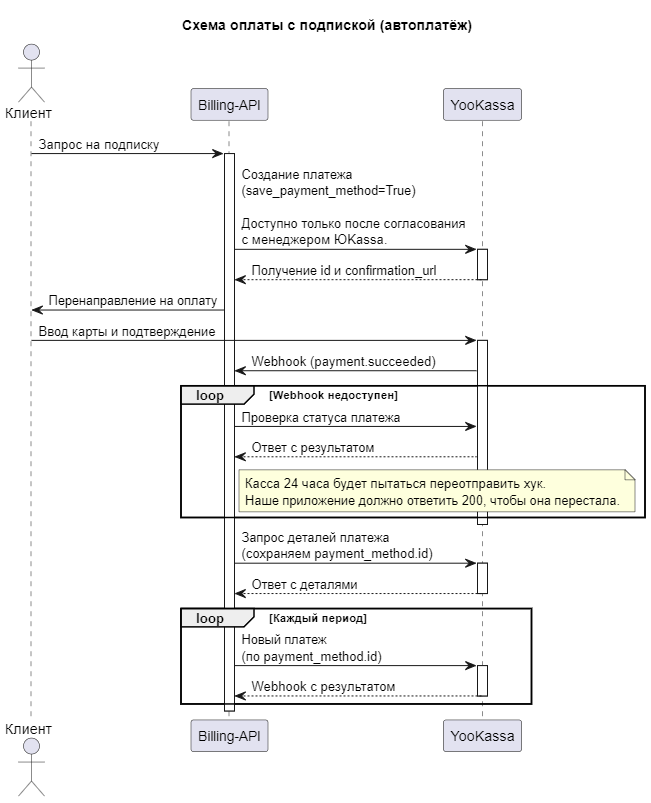 Схема оплаты с подпиской (автоплатёж)
Клиент
Billing-API
YooKassa
Запрос на подписку
Создание платежа
(save_payment_method=True)
Доступно только после согласования
с менеджером ЮKassa.
Получение id и confirmation_url
Перенаправление на оплату
Ввод карты и подтверждение
Webhook (payment.succeeded)
loop
[Webhook недоступен]
Проверка статуса платежа
Ответ с результатом
Касса 24 часа будет пытаться переотправить хук.
Наше приложение должно ответить 200, чтобы она перестала.
Запрос деталей платежа
(сохраняем payment_method.id)
Ответ с деталями
loop
[Каждый период]
Новый платеж
(по payment_method.id)
Webhook с результатом
Клиент
Billing-API
YooKassa